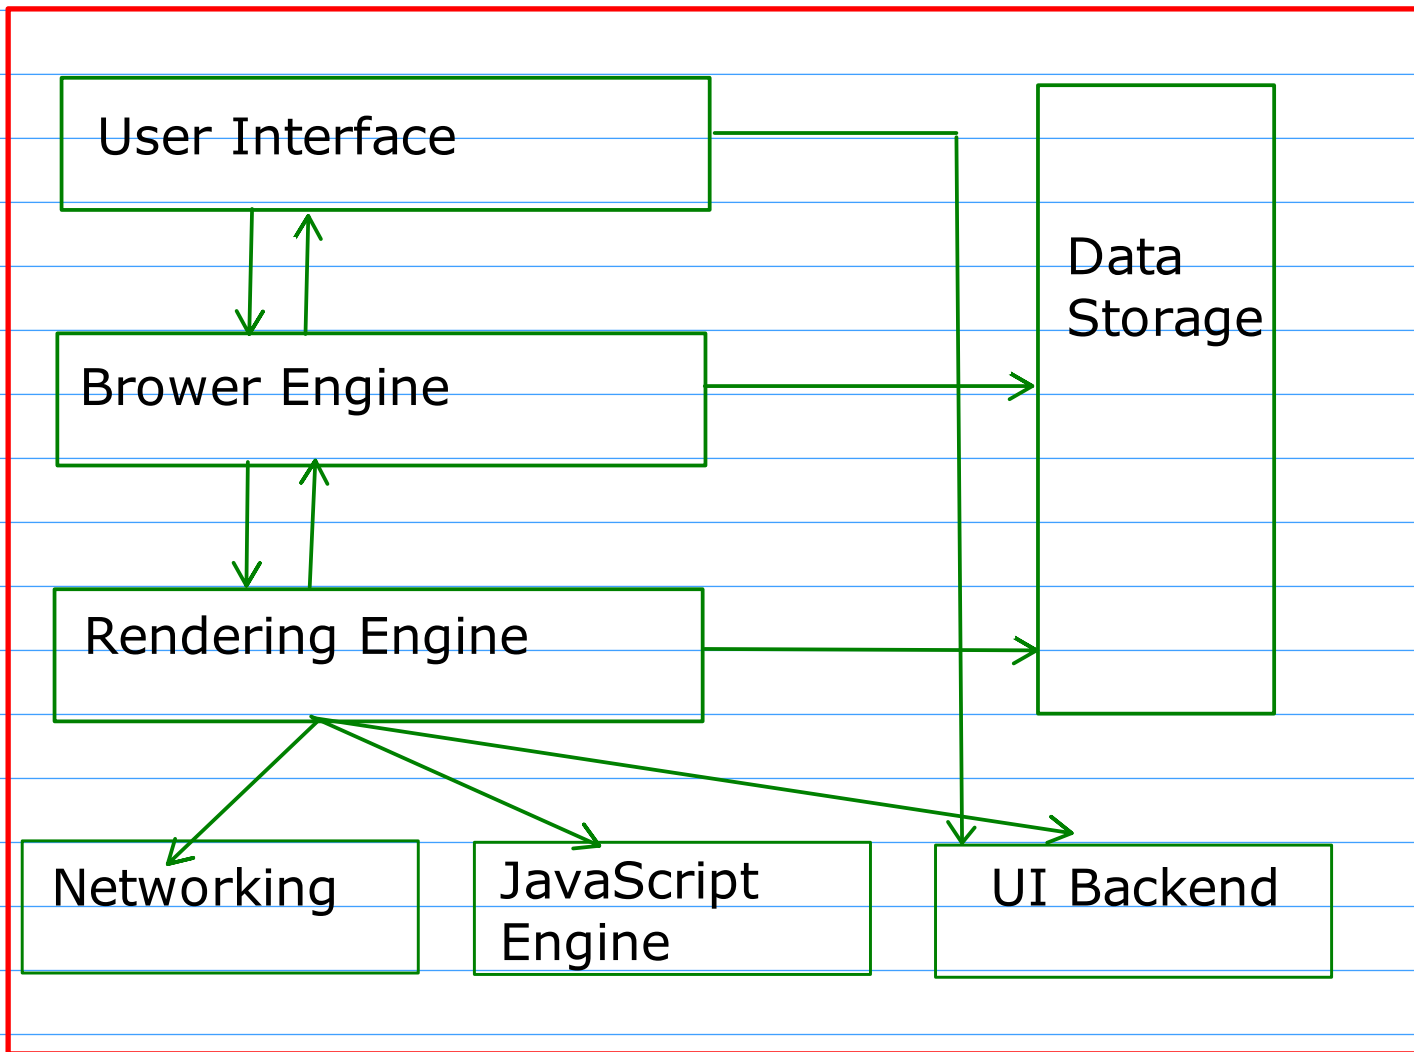 User Interface
Data
Storage
Brower Engine
Rendering Engine
Networking
JavaScript
Engine
UI Backend